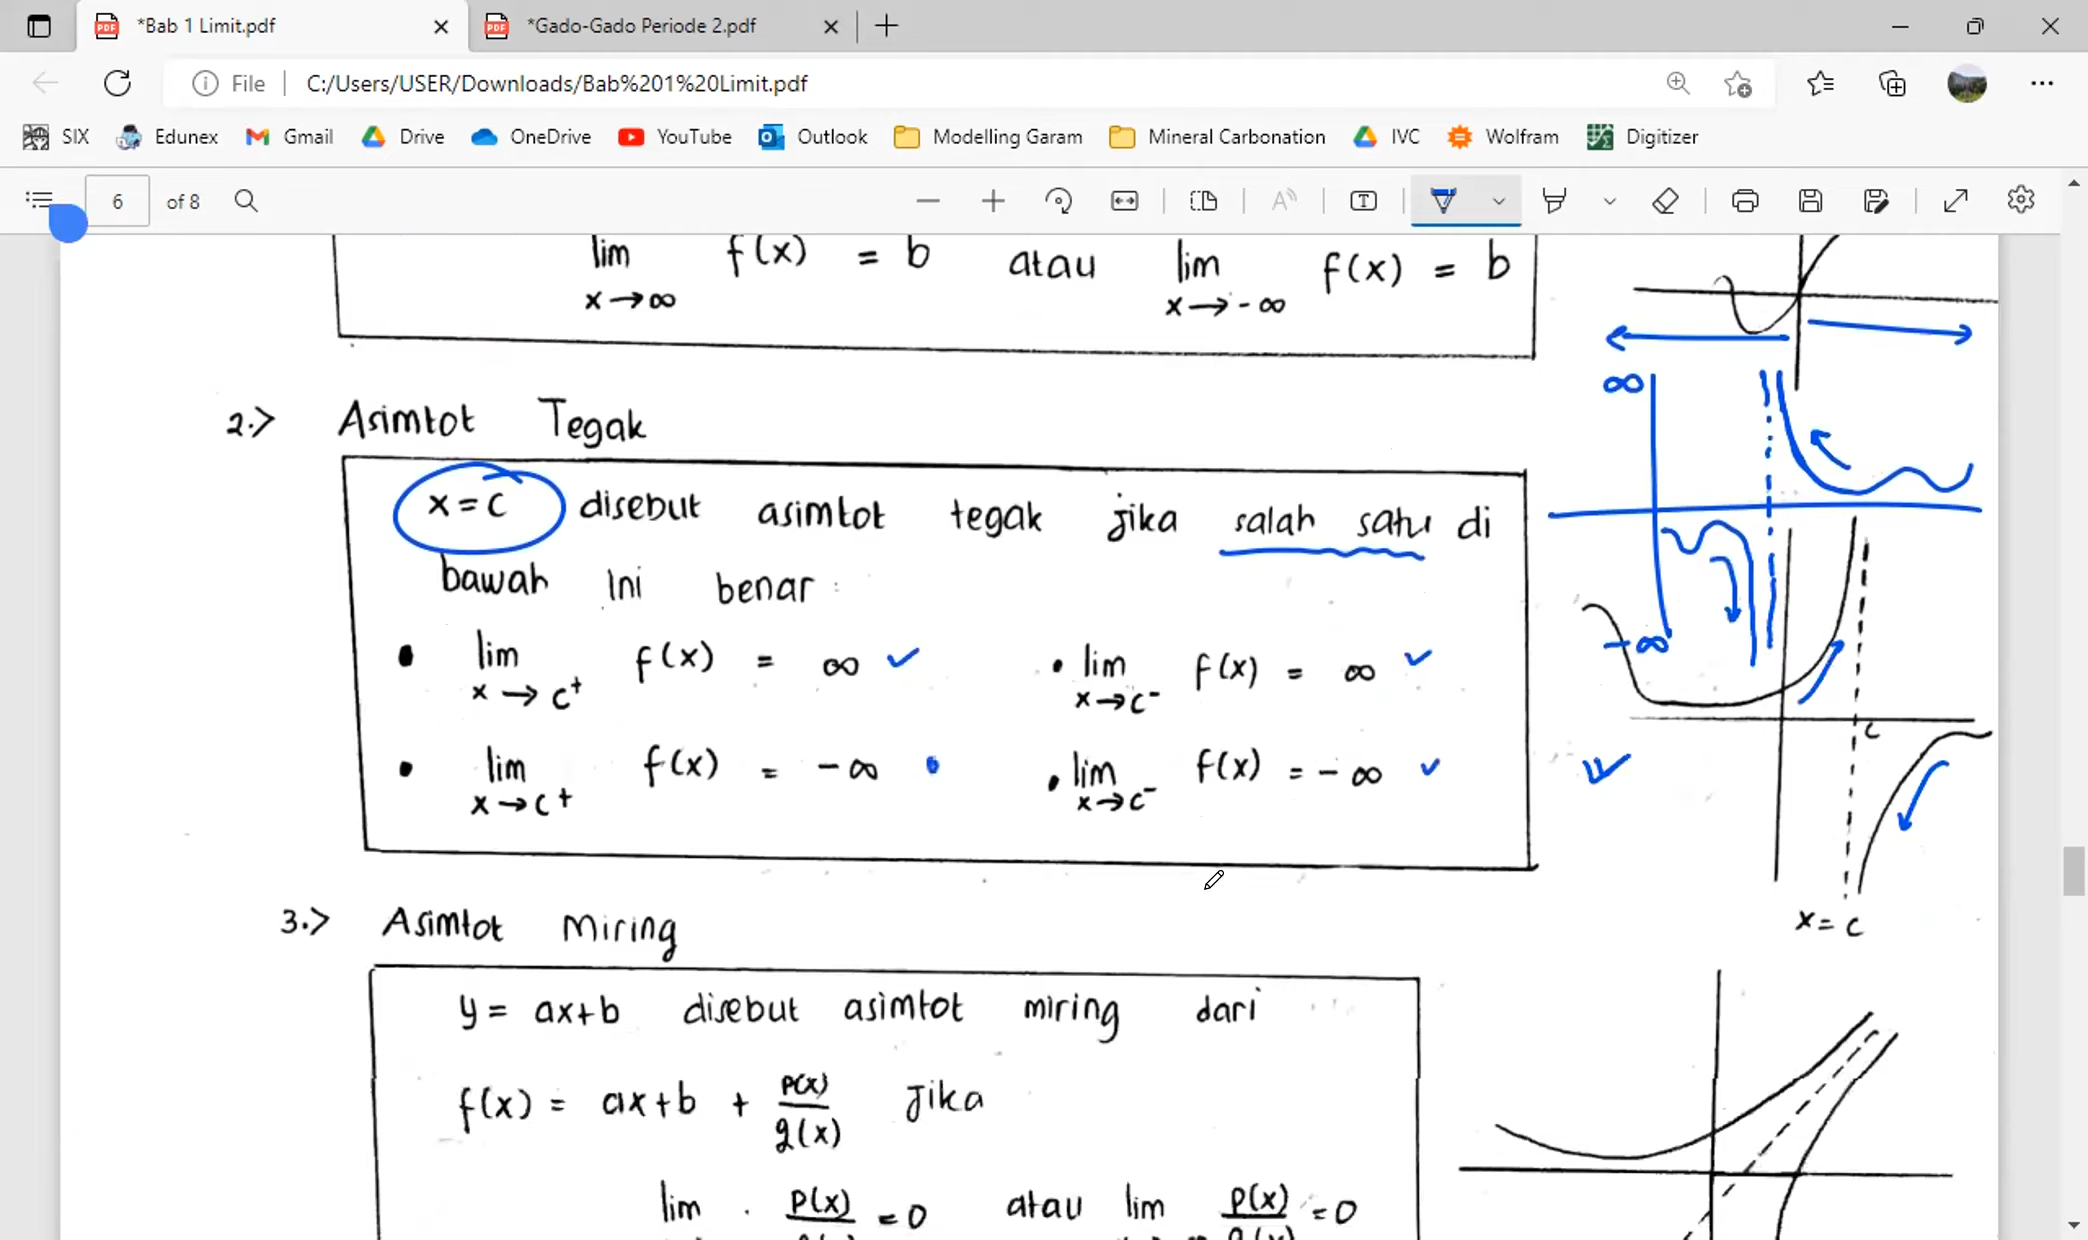 *Bab 1 Limit.pdf
*Gado-Gado Periode 2.pdf
File
C:/Users/USER/Downloads/Bab%201%20Limit.pdf
SIX
Edunex
Gmail
Drive
OneDrive
YouTube
Outlook
Modelling Garam
Mineral Carbonation
IVC
Wolfram
Digitizer
6 of 8
lim f(x) = b atau lim f(x) = b
x→∞ x→-∞
∞
2.> Asimtot Tegak
x=c disebut asimtot tegak jika salah satu di
bawah ini benar :
-∞
• lim f(x) = ∞ • lim f(x) = ∞
x→c⁺ x→c⁻
c
• lim f(x) = -∞ • lim f(x) = -∞
x→c⁺ x→c⁻
x=c
3.> Asimtot Miring
y= ax+b disebut asimtot miring dari
f(x) = ax+b + p(x)/q(x) Jika
lim p(x) =0 atau lim p(x) =0